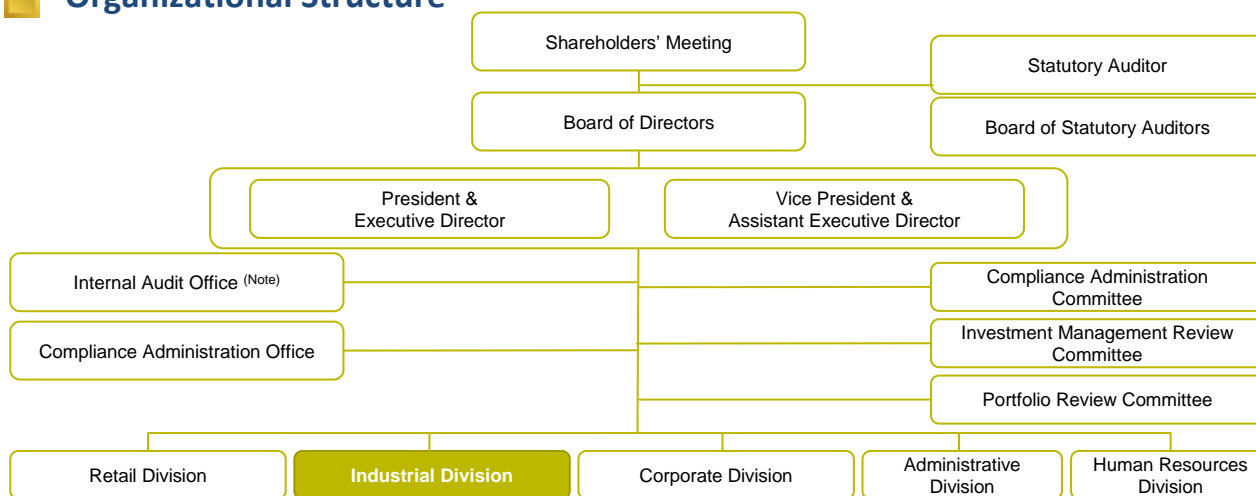 Organizational Structure
Shareholders' Meeting
Statutory Auditor
Board of Directors
Board of Statutory Auditors
President &
Executive Director
Vice President &
Assistant Executive Director
Internal Audit Office (Note)
Compliance Administration
Committee
Compliance Administration Office
Investment Management Review
Committee
Portfolio Review Committee
Retail Division
Industrial Division
Corporate Division
Administrative
Division
Human Resources
Division